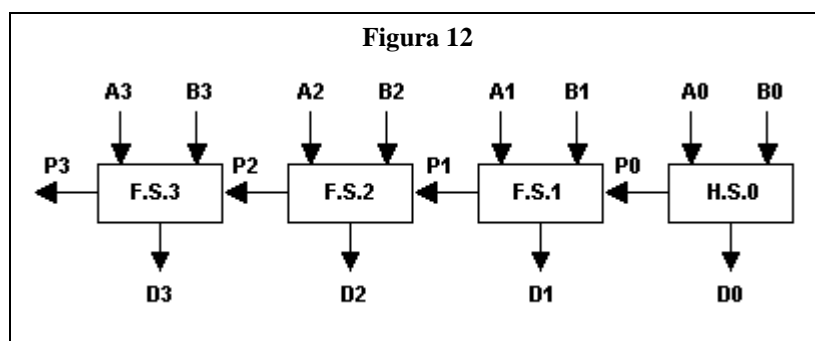 Figura 12
A3 B3 A2 B2 A1 B1 A0 B0
P3 F.S.3 P2 F.S.2 P1 F.S.1 P0 H.S.0
D3 D2 D1 D0